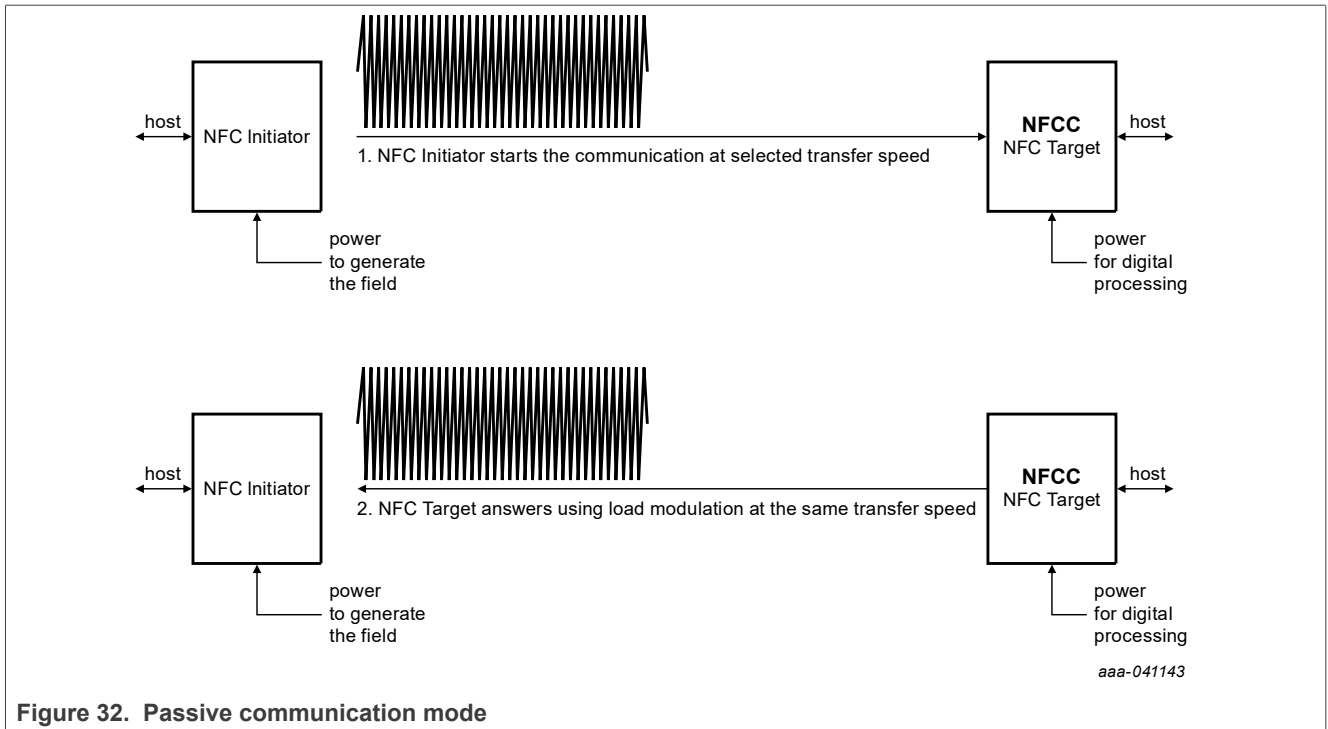 host
NFC Initiator
1. NFC Initiator starts the communication at selected transfer speed
NFCC
NFC Target
host
power
to generate
the field
power
for digital
processing
host
NFC Initiator
2. NFC Target answers using load modulation at the same transfer speed
NFCC
NFC Target
host
power
to generate
the field
power
for digital
processing
aaa-041143
Figure 32. Passive communication mode